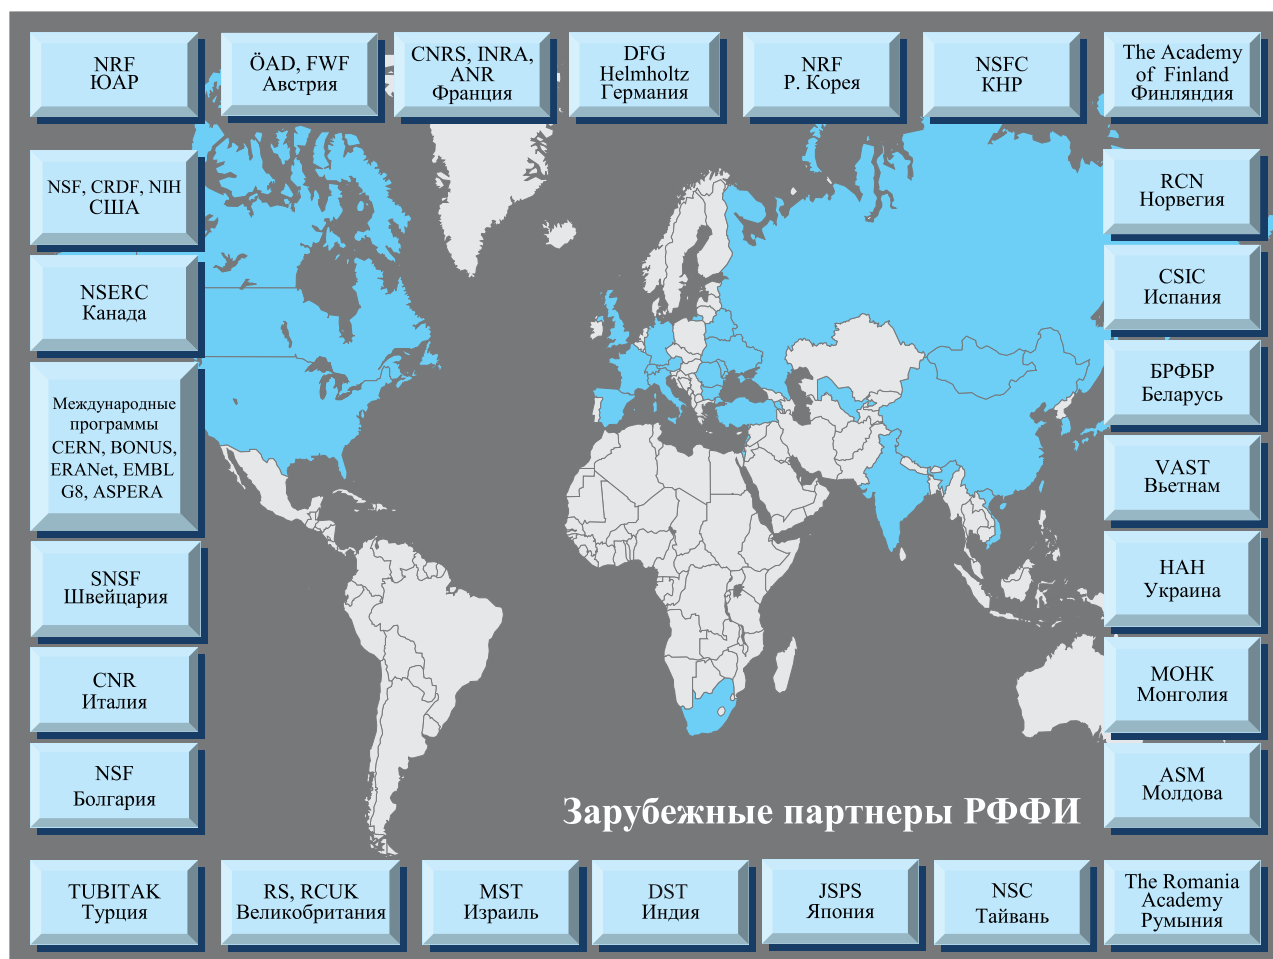 NRF
ЮАР
ÖAD, FWF
Австрия
CNRS, INRA,
ANR
Франция
DFG
Helmholtz
Германия
NRF
Р. Корея
NSFC
КНР
The Academy
of Finland
Финляндия
NSF, CRDF, NIH
США
RCN
Норвегия
NSERC
Канада
CSIC
Испания
Международные
программы
CERN, BONUS,
ERANet, EMBL
G8, ASPERA
БРФБР
Беларусь
VAST
Вьетнам
SNSF
Швейцария
НАН
Украина
CNR
Италия
МОНК
Монголия
NSF
Болгария
ASM
Молдова
Зарубежные партнеры РФФИ
TUBITAK
Турция
RS, RCUK
Великобритания
MST
Израиль
DST
Индия
JSPS
Япония
NSC
Тайвань
The Romania
Academy
Румыния